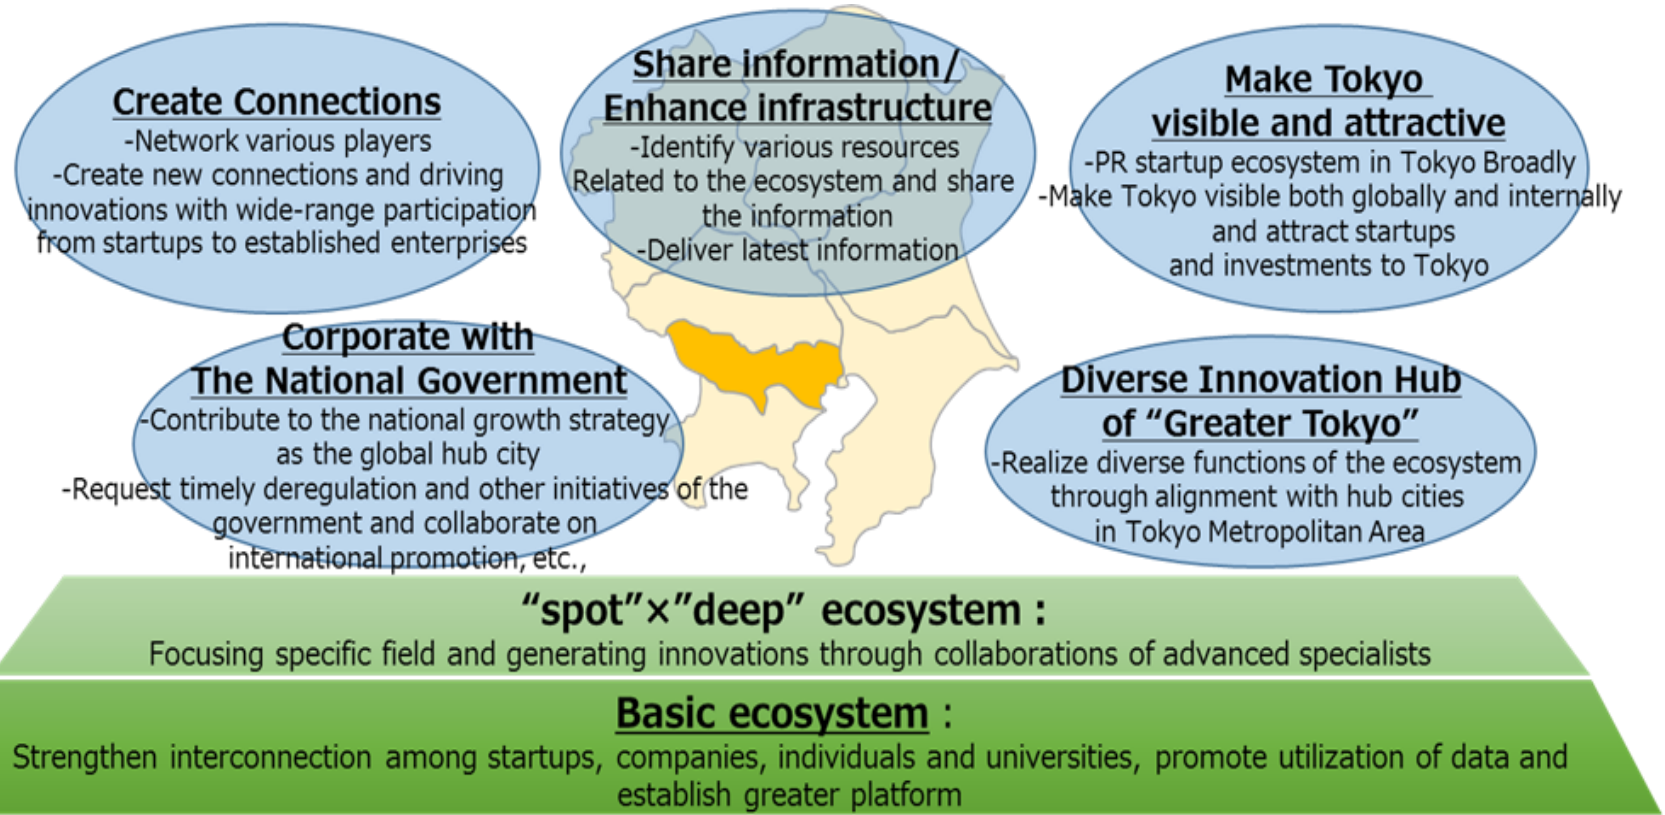 Create Connections
-Network various players
-Create new connections and driving
innovations with wide-range participation
from startups to established enterprises
Share information/
Enhance infrastructure
-Identify various resources
Related to the ecosystem and share
the information
-Deliver latest information
Make Tokyo
visible and attractive
-PR startup ecosystem in Tokyo Broadly
-Make Tokyo visible both globally and internally
and attract startups
and investments to Tokyo
Corporate with
The National Government
-Contribute to the national growth strategy
as the global hub city
-Request timely deregulation and other initiatives of the
government and collaborate on
international promotion, etc.,
Diverse Innovation Hub
of “Greater Tokyo”
-Realize diverse functions of the ecosystem
through alignment with hub cities
in Tokyo Metropolitan Area
“spot”×”deep” ecosystem :
Focusing specific field and generating innovations through collaborations of advanced specialists
Basic ecosystem :
Strengthen interconnection among startups, companies, individuals and universities, promote utilization of data and
establish greater platform